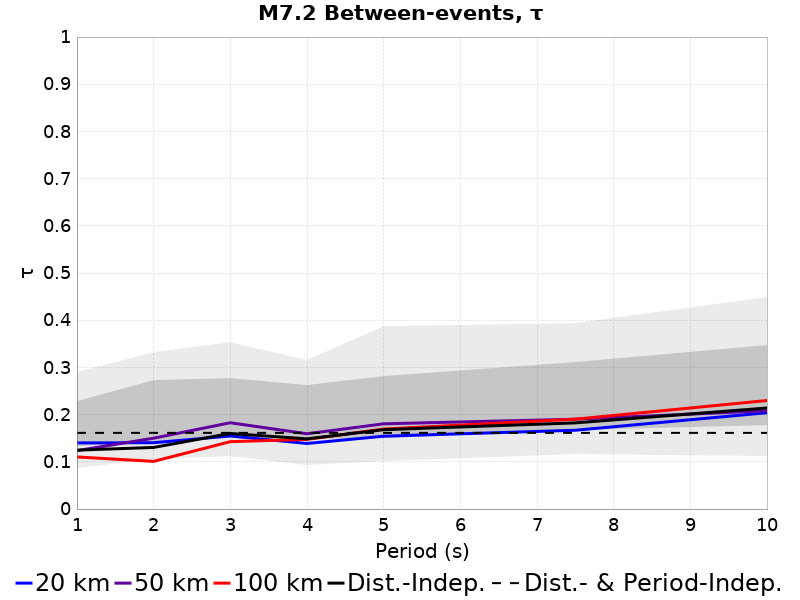 M7.2 Between-events, τ
1
0.9
0.8
0.7
0.6
0.5
0.4
0.3
0.2
0.1
0
τ
1 2 3 4 5 6 7 8 9 10
Period (s)
20 km 50 km 100 km Dist.-Indep. Dist.- & Period-Indep.